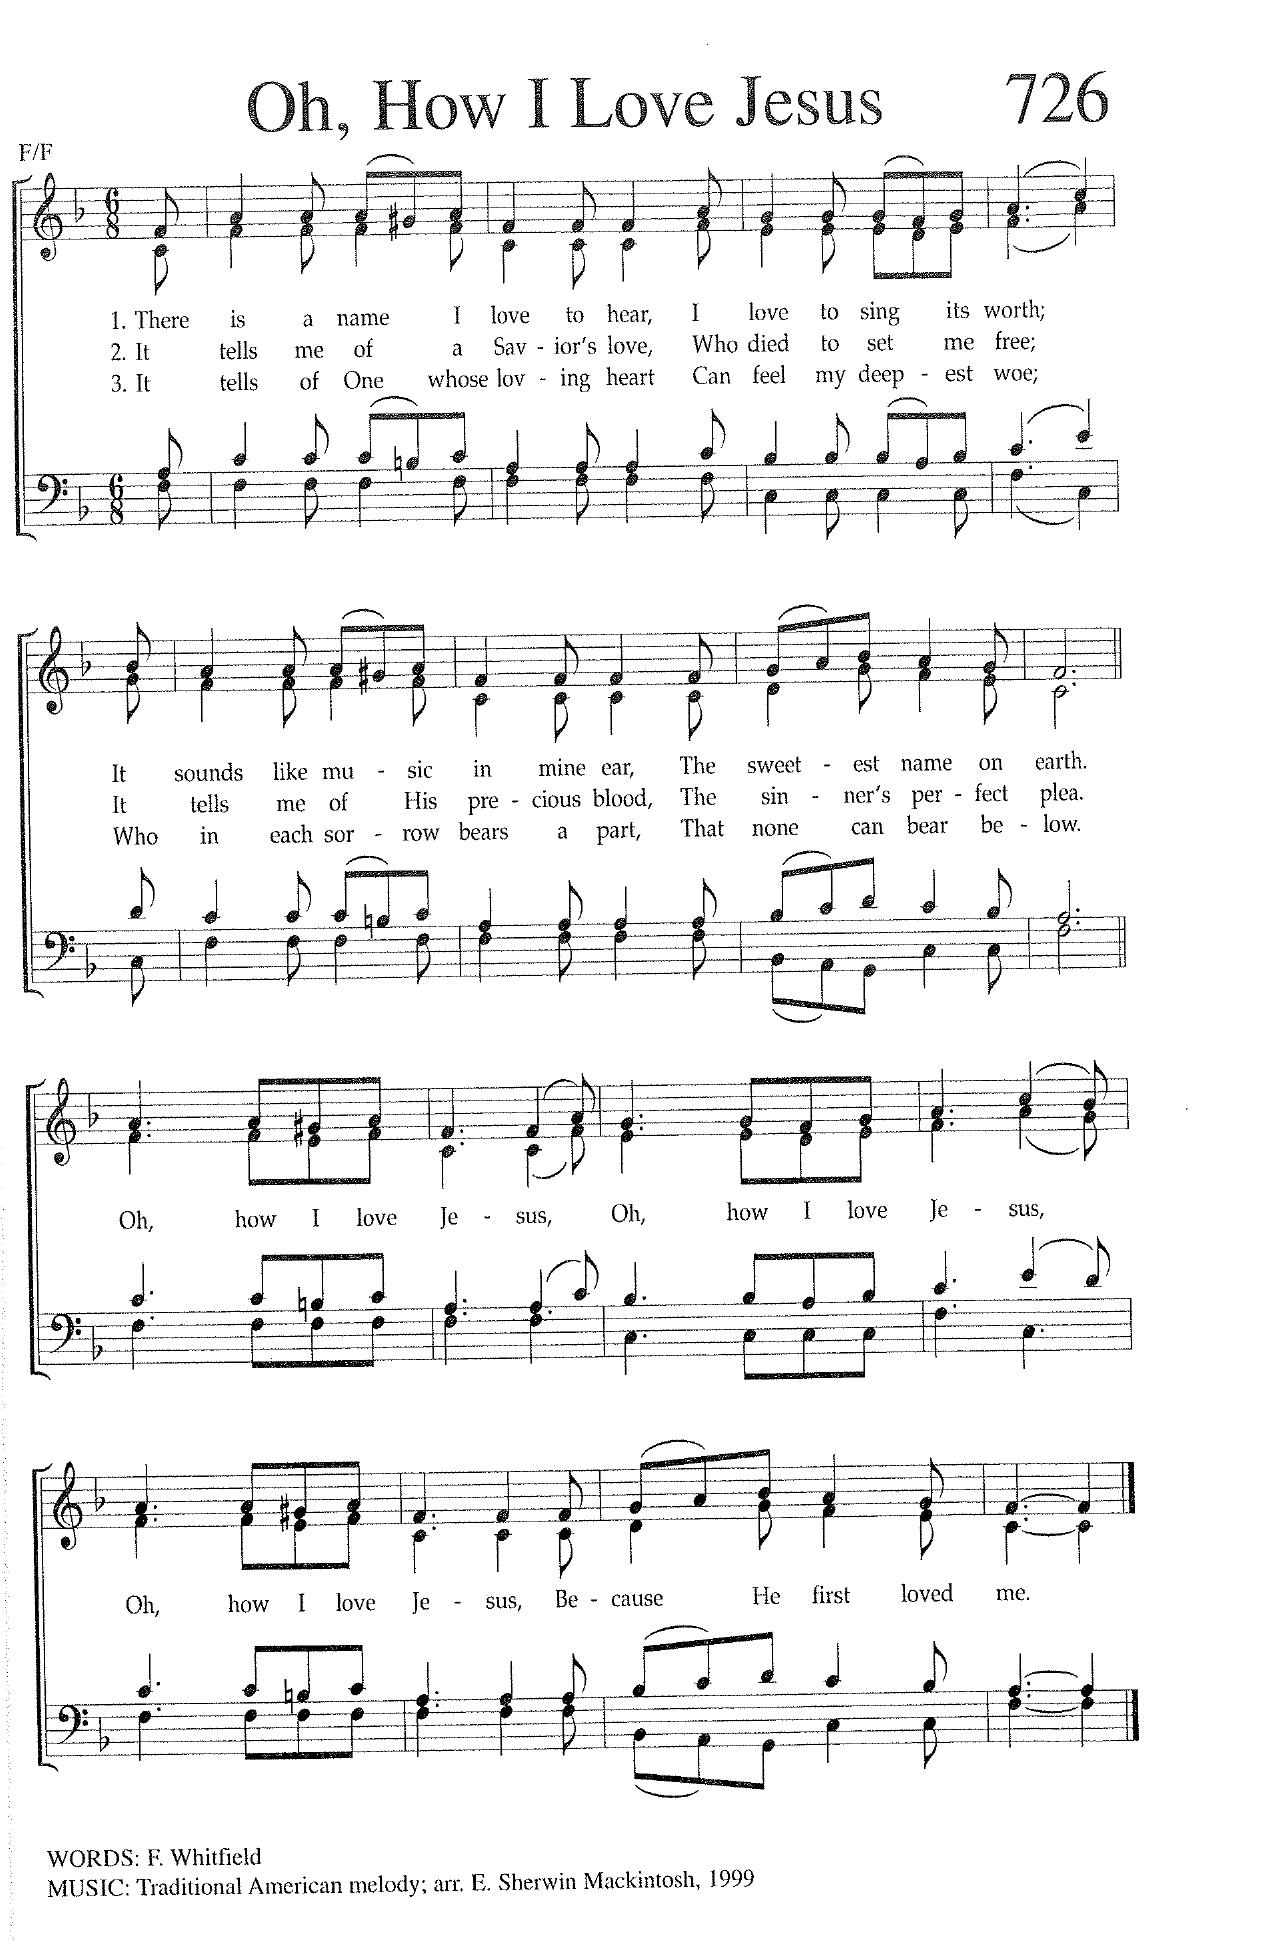 Oh, How I Love Jesus 726
F/F
1. There is a name I love to hear, I love to sing its worth;
2. It tells me of a Sav - ior's love, Who died to set me free;
3. It tells of One whose lov - ing heart Can feel my deep - est woe;
It sounds like mu - sic in mine ear, The sweet - est name on earth.
It tells me of His pre - cious blood, The sin - ner's per - fect plea.
Who in each sor - row bears a part, That none can bear be - low.
Oh, how I love Je - sus, Oh, how I love Je - sus,
Oh, how I love Je - sus, Be - cause He first loved me.
WORDS: F. Whitfield
MUSIC: Traditional American melody; arr. E. Sherwin Mackintosh, 1999